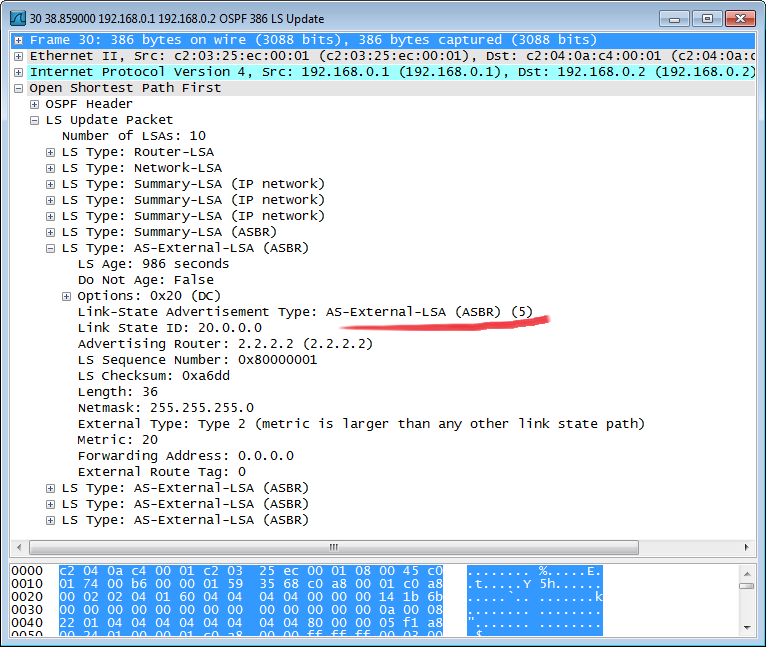 30 38.859000 192.168.0.1 192.168.0.2 OSPF 386 LS Update
Frame 30: 386 bytes on wire (3088 bits), 386 bytes captured (3088 bits)
Ethernet II, Src: c2:03:25:ec:00:01 (c2:03:25:ec:00:01), Dst: c2:04:0a:c4:00:01 (c2:04:0a:c
Internet Protocol Version 4, Src: 192.168.0.1 (192.168.0.1), Dst: 192.168.0.2 (192.168.0.2)
Open Shortest Path First
OSPF Header
LS Update Packet
Number of LSAs: 10
LS Type: Router-LSA
LS Type: Network-LSA
LS Type: Summary-LSA (IP network)
LS Type: Summary-LSA (IP network)
LS Type: Summary-LSA (IP network)
LS Type: Summary-LSA (ASBR)
LS Type: AS-External-LSA (ASBR)
LS Age: 986 seconds
Do Not Age: False
Options: 0x20 (DC)
Link-State Advertisement Type: AS-External-LSA (ASBR) (5)
Link State ID: 20.0.0.0
Advertising Router: 2.2.2.2 (2.2.2.2)
LS Sequence Number: 0x80000001
LS Checksum: 0xa6dd
Length: 36
Netmask: 255.255.255.0
External Type: Type 2 (metric is larger than any other link state path)
Metric: 20
Forwarding Address: 0.0.0.0
External Route Tag: 0
LS Type: AS-External-LSA (ASBR)
LS Type: AS-External-LSA (ASBR)
LS Type: AS-External-LSA (ASBR)
0000 c2 04 0a c4 00 01 c2 03 25 ec 00 01 08 00 45 c0 ........ %.....E.
0010 01 74 00 b6 00 00 01 59 35 68 c0 a8 00 01 c0 a8 .t.....Y 5h......
0020 00 02 02 04 01 60 04 04 04 04 00 00 00 14 1b 6b .....`.. .......k
0030 00 00 00 00 00 00 00 00 00 00 00 00 0a 00 08 ........ ........
0040 22 01 04 04 04 04 04 04 04 80 00 00 05 f1 a8 "....... ........
0050 00 24 01 00 00 01 c0 a8 00 00 ff ff ff 00 03 00